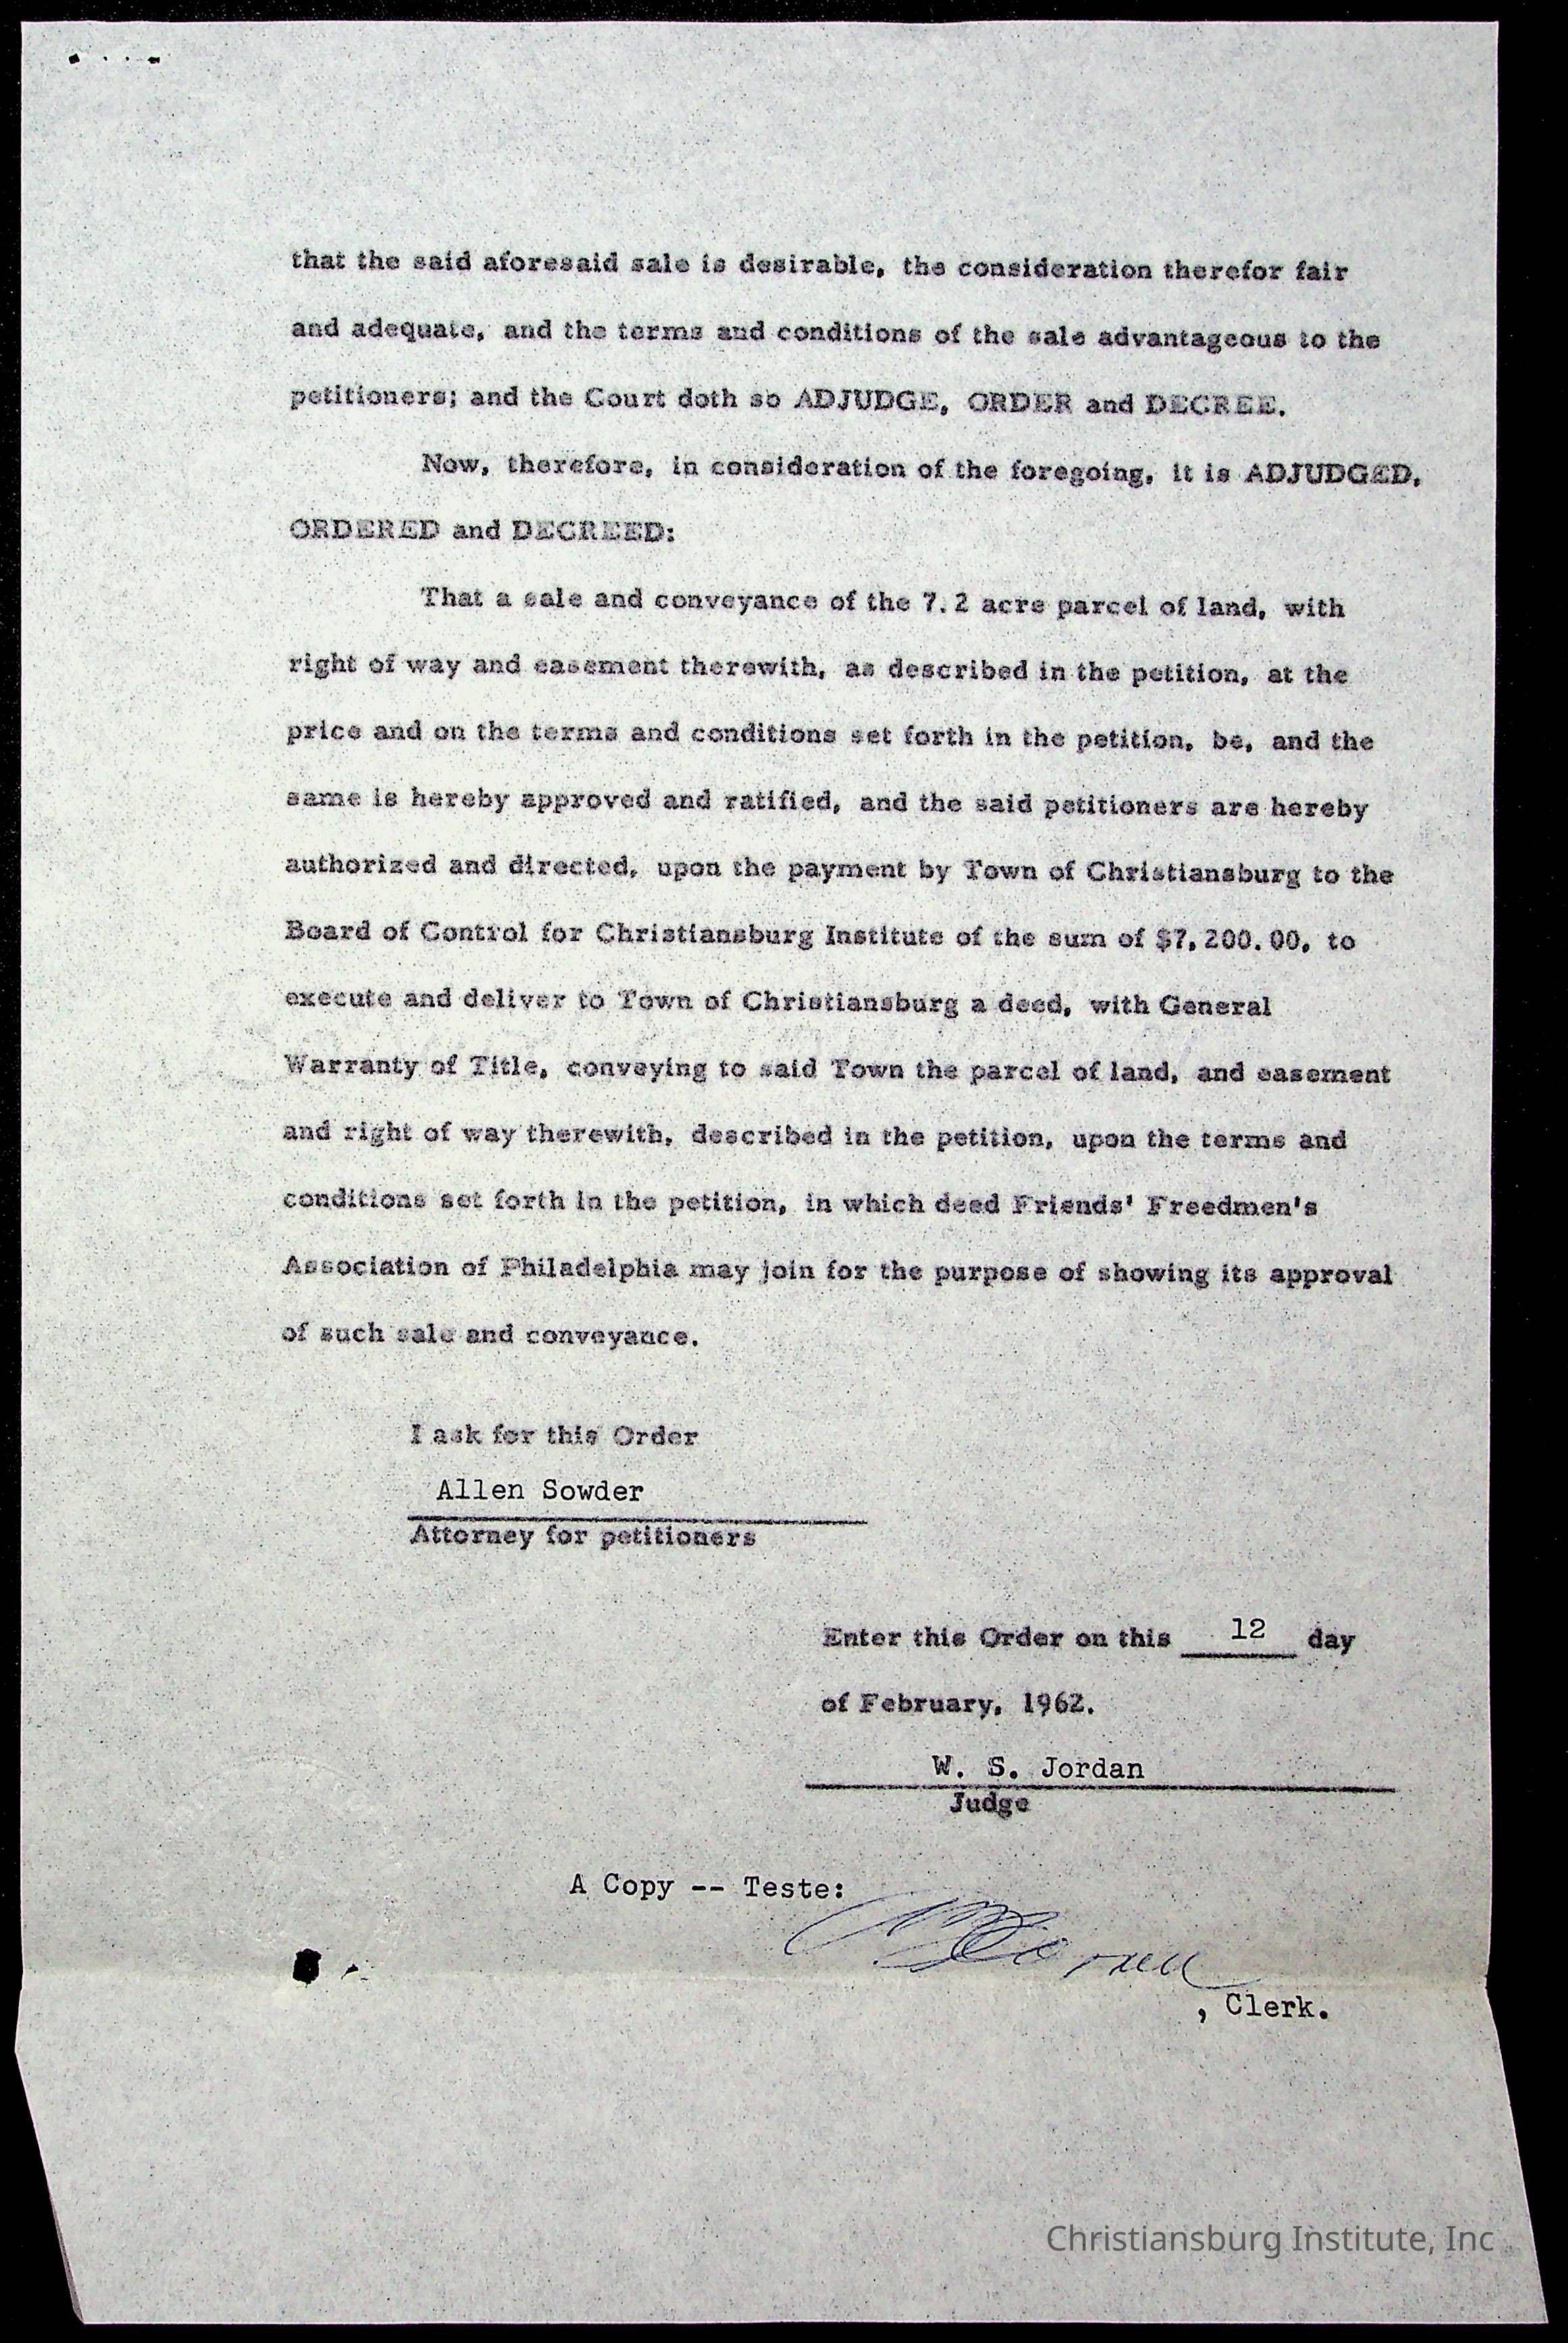 that the said aforesaid sale is desirable, the consideration therefor fair
and adequate, and the terms and conditions of the sale advantageous to the
petitioners; and the Court doth so ADJUDGE, ORDER and DECREE.
Now, therefore, in consideration of the foregoing, it is ADJUDGED,
ORDERED and DECREED:
That a sale and conveyance of the 7.2 acre parcel of land, with
right of way and easement therewith, as described in the petition, at the
price and on the terms and conditions set forth in the petition, be, and the
same is hereby approved and ratified, and the said petitioners are hereby
authorized and directed, upon the payment by Town of Christiansburg to the
Board of Control for Christiansburg Institute of the sum of $7,200.00, to
execute and deliver to Town of Christiansburg a deed, with General
Warranty of Title, conveying to said Town the parcel of land, and easement
and right of way therewith, described in the petition, upon the terms and
conditions set forth in the petition, in which deed Friends' Freedmen's
Association of Philadelphia may join for the purpose of showing its approval
of such sale and conveyance.
I ask for this Order
Allen Sowder
Attorney for petitioners
Enter this Order on this 12 day
of February, 1962.
W. S. Jordan
Judge
A Copy -- Teste:
, Clerk.
Christiansburg Institute, Inc